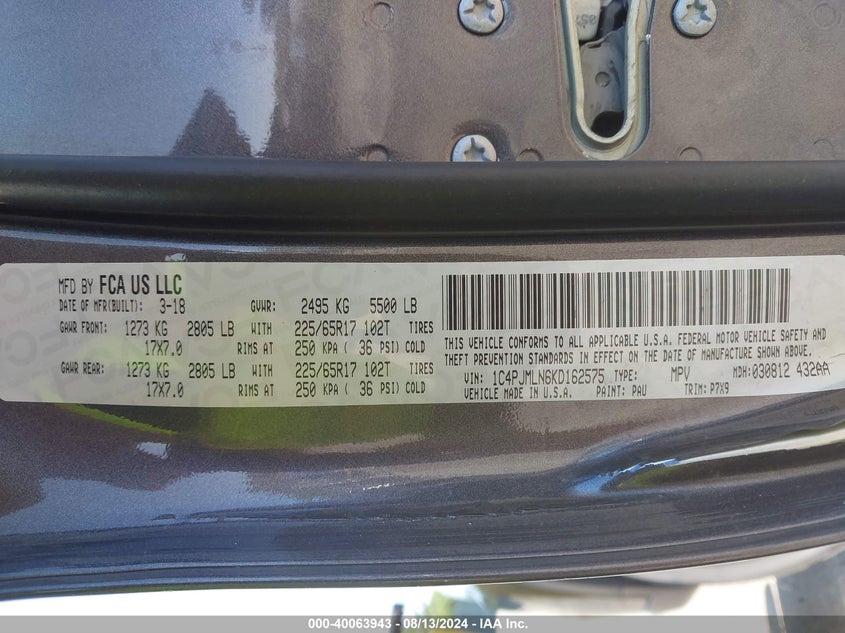 MFD BY FCA US LLC
DATE OF MFR(BUILT): 3-18 GVWR: 2495 KG 5500 LB
GAWR FRONT: 1273 KG 2805 LB WITH 225/65R17 102T TIRES
17X7.0 RIMS AT 250 KPA ( 36 PSI) COLD
GAWR REAR: 1273 KG 2805 LB WITH 225/65R17 102T TIRES
17X7.0 RIMS AT 250 KPA ( 36 PSI) COLD
THIS VEHICLE CONFORMS TO ALL APPLICABLE U.S.A. FEDERAL MOTOR VEHICLE SAFETY AND
THEFT PREVENTION STANDARDS IN EFFECT ON THE DATE OF MANUFACTURE SHOWN ABOVE.
VIN: 1C4PJMLN6KD162575 TYPE: MPV MDH:030812 432AA
VEHICLE MADE IN U.S.A. PAINT: PAU TRIM: P7X9
000-40063943 - 08/13/2024 - IAA Inc.